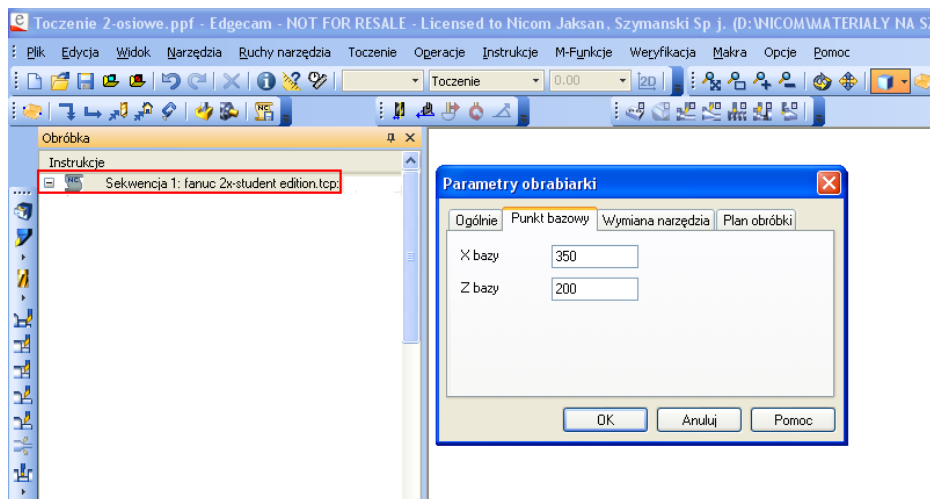 Toczenie 2-osiowe.ppf - Edgecam - NOT FOR RESALE - Licensed to Nicom Jaksan, Szymanski Sp j. (D:\NICOM\MATERIAŁY NA S
Plik Edycja Widok Narzędzia Ruchy narzędzia Toczenie Operacje Instrukcje M-Funkcje Weryfikacja Makra Opcje Pomoc
Toczenie 0.00 2D
NC
Obróbka
Instrukcje
NC Sekwencja 1: fanuc 2x-student edition.tcp:
Parametry obrabiarki
Ogólnie Punkt bazowy Wymiana narzędzia Plan obróbki
X bazy 350
Z bazy 200
OK Anuluj Pomoc